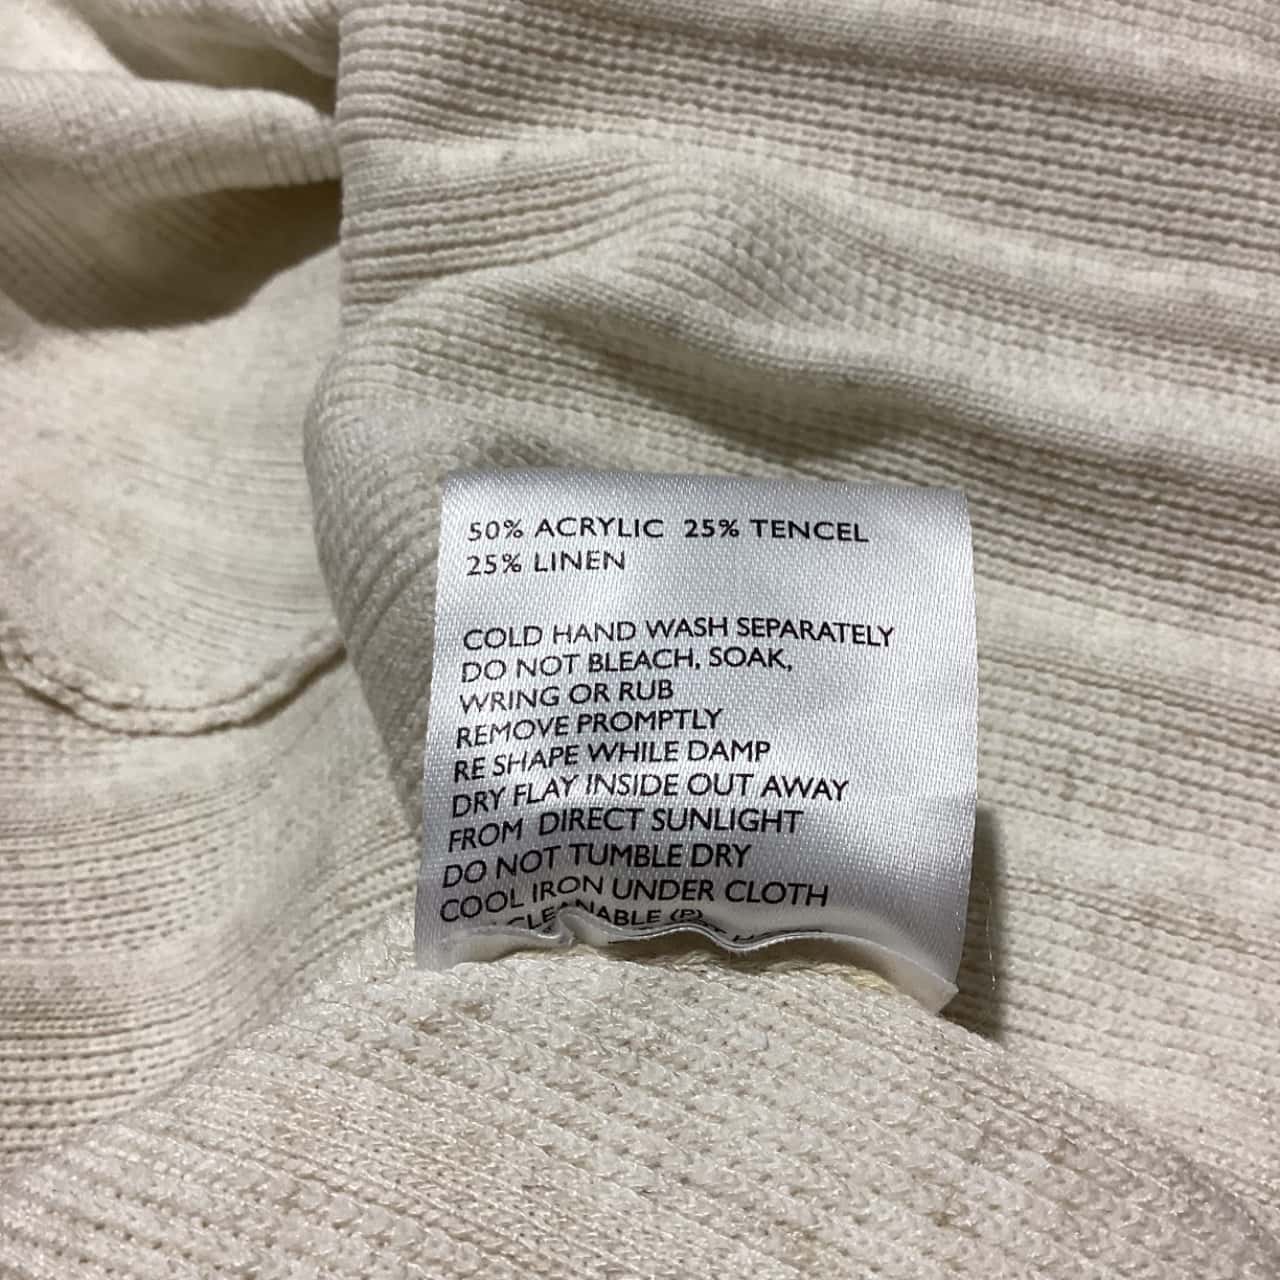 50% ACRYLIC 25% TENCEL
25% LINEN
COLD HAND WASH SEPARATELY
DO NOT BLEACH, SOAK,
WRING OR RUB
REMOVE PROMPTLY
RE SHAPE WHILE DAMP
DRY FLAY INSIDE OUT AWAY
FROM DIRECT SUNLIGHT
DO NOT TUMBLE DRY
COOL IRON UNDER CLOTH
CLEANABLE (P)